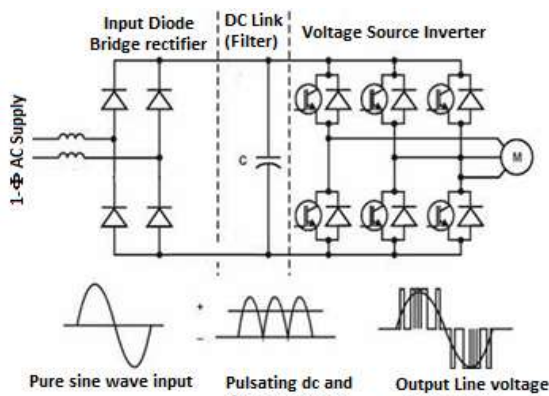 Input Diode
Bridge rectifier
DC Link
(Filter)
Voltage Source Inverter
1-Φ AC Supply
C
M
+
−
Pure sine wave input
Pulsating dc and
Output Line voltage